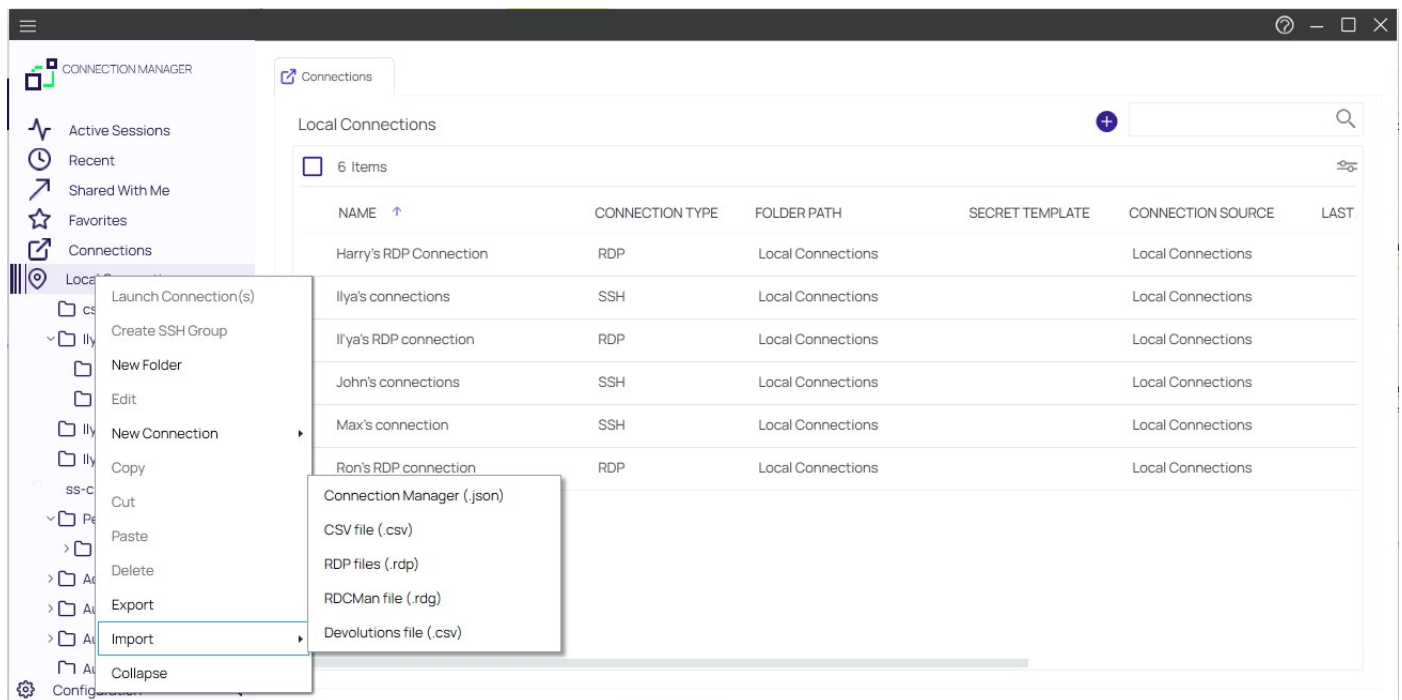 CONNECTION MANAGER
Connections
Active Sessions
Local Connections
Recent
6 Items
Shared With Me
NAME CONNECTION TYPE FOLDER PATH SECRET TEMPLATE CONNECTION SOURCE LAST
Favorites
Connections
Harry's RDP Connection RDP Local Connections Local Connections
Ilya's connections SSH Local Connections Local Connections
Il'ya's RDP connection RDP Local Connections Local Connections
John's connections SSH Local Connections Local Connections
Max's connection SSH Local Connections Local Connections
Ron's RDP connection RDP Local Connections Local Connections
Launch Connection(s)
Create SSH Group
New Folder
Edit
New Connection
Copy
Cut
Paste
Delete
Export
Import
Collapse
Connection Manager (.json)
CSV file (.csv)
RDP files (.rdp)
RDCMan file (.rdg)
Devolutions file (.csv)
ss-c